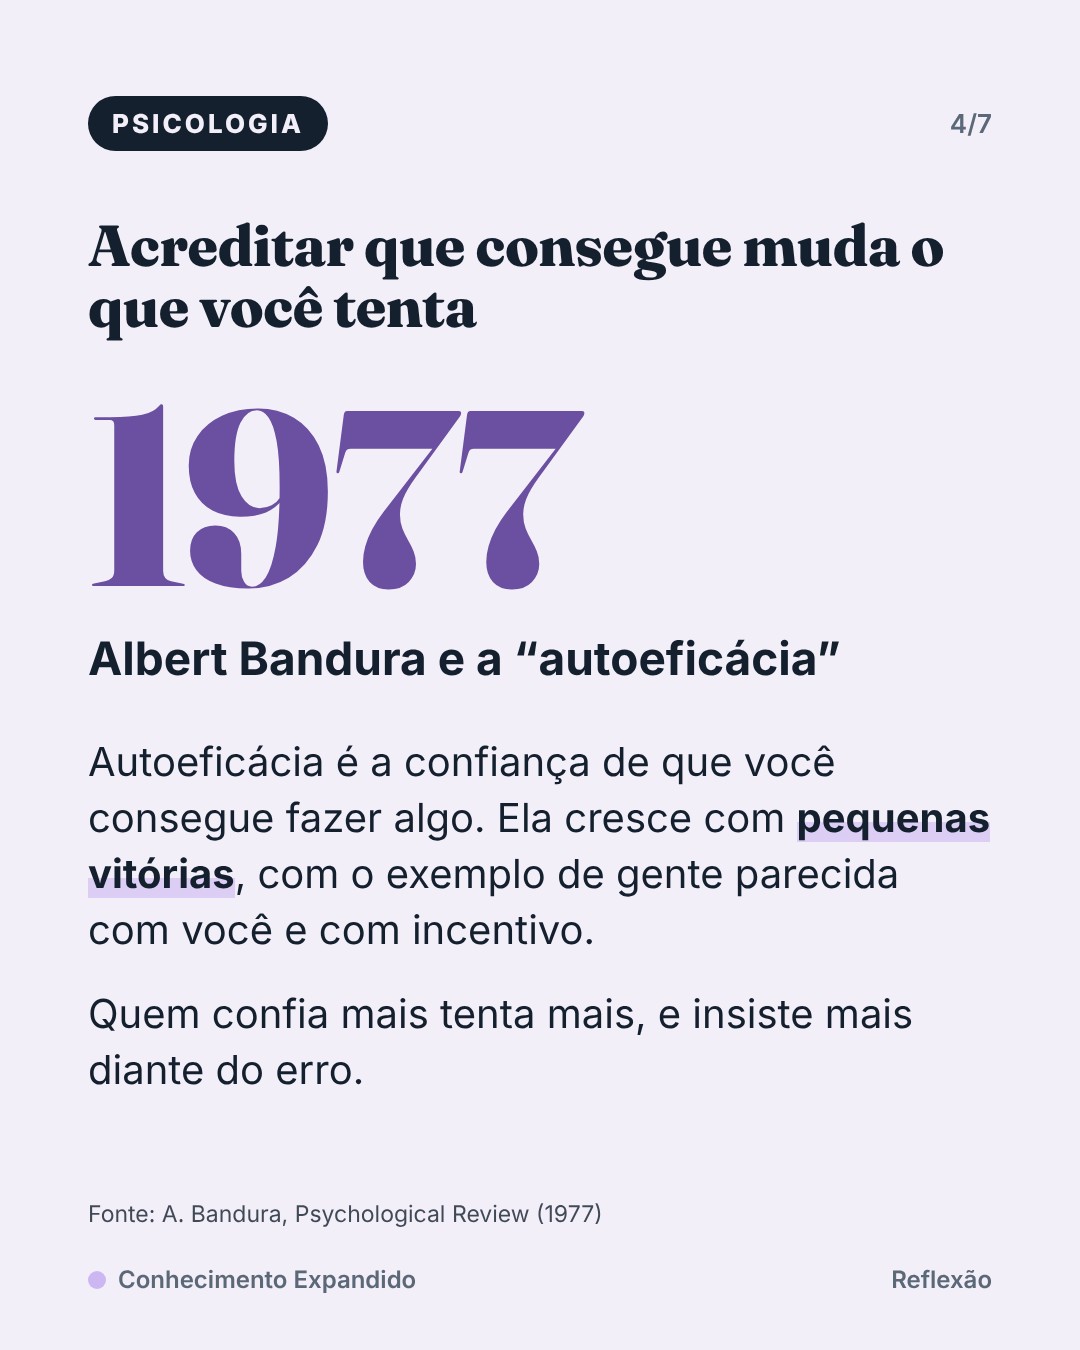 PSICOLOGIA
4/7
Acreditar que consegue muda o
que você tenta
1977
Albert Bandura e a “autoeficácia”
Autoeficácia é a confiança de que você
consegue fazer algo. Ela cresce com pequenas
vitórias, com o exemplo de gente parecida
com você e com incentivo.
Quem confia mais tenta mais, e insiste mais
diante do erro.
Fonte: A. Bandura, Psychological Review (1977)
Conhecimento Expandido
Reflexão